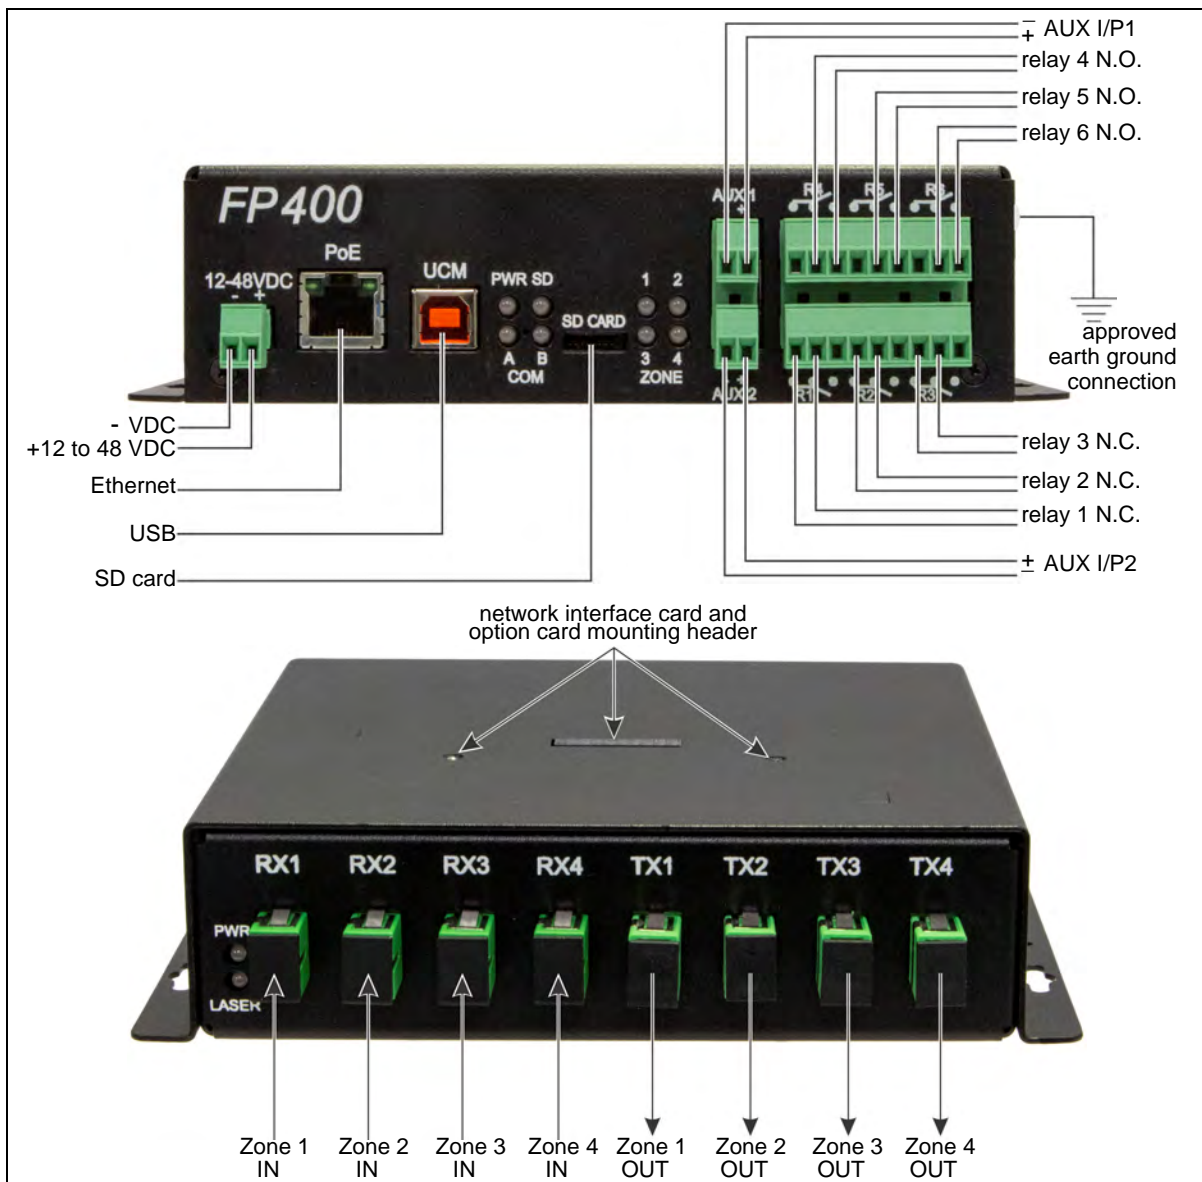 − AUX I/P1
+
relay 4 N.O.
relay 5 N.O.
relay 6 N.O.
FP400
PoE
12-48VDC
- +
UCM
PWR SD
SD CARD
A B
COM
1 2
3 4
ZONE
AUX 1
+
R4 R5 R6
AUX 2
+
R1 R2 R3
approved
earth ground
connection
- VDC
+12 to 48 VDC
Ethernet
USB
SD card
relay 3 N.C.
relay 2 N.C.
relay 1 N.C.
+ AUX I/P2
−
network interface card and
option card mounting header
RX1 RX2 RX3 RX4 TX1 TX2 TX3 TX4
PWR
LASER
Zone 1 IN
Zone 2 IN
Zone 3 IN
Zone 4 IN
Zone 1 OUT
Zone 2 OUT
Zone 3 OUT
Zone 4 OUT